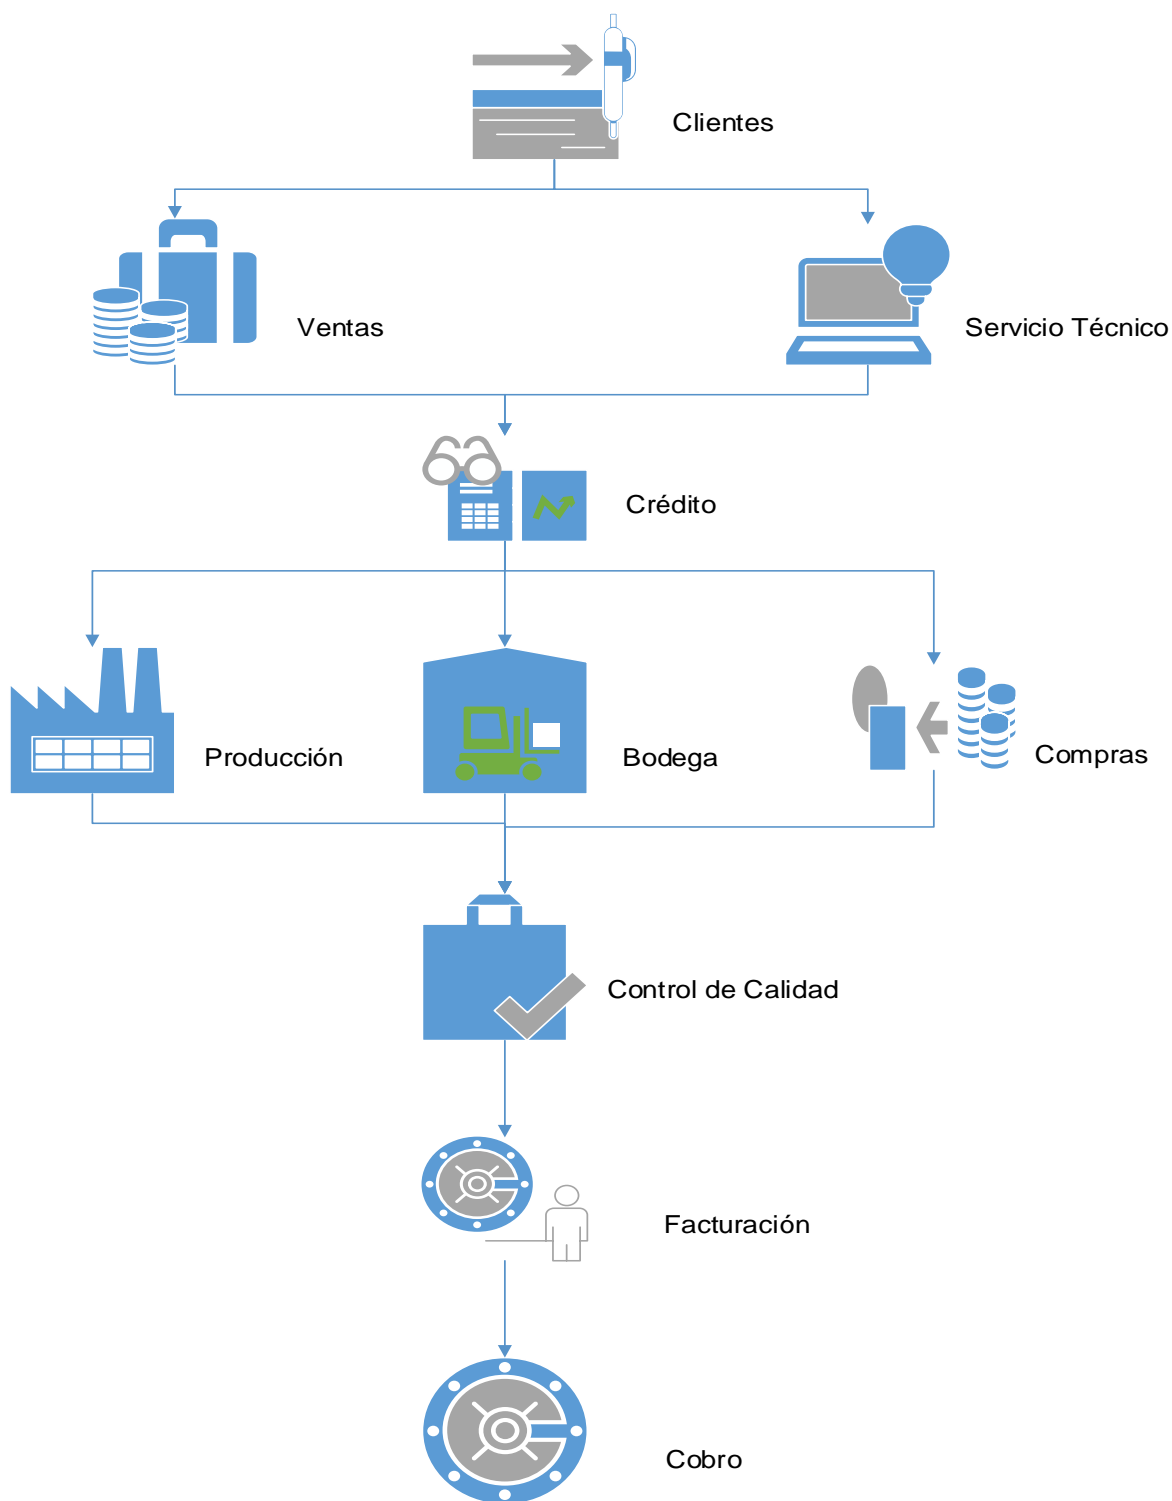 Clientes
Ventas
Servicio Técnico
Crédito
Producción
Bodega
Compras
Control de Calidad
Facturación
Cobro